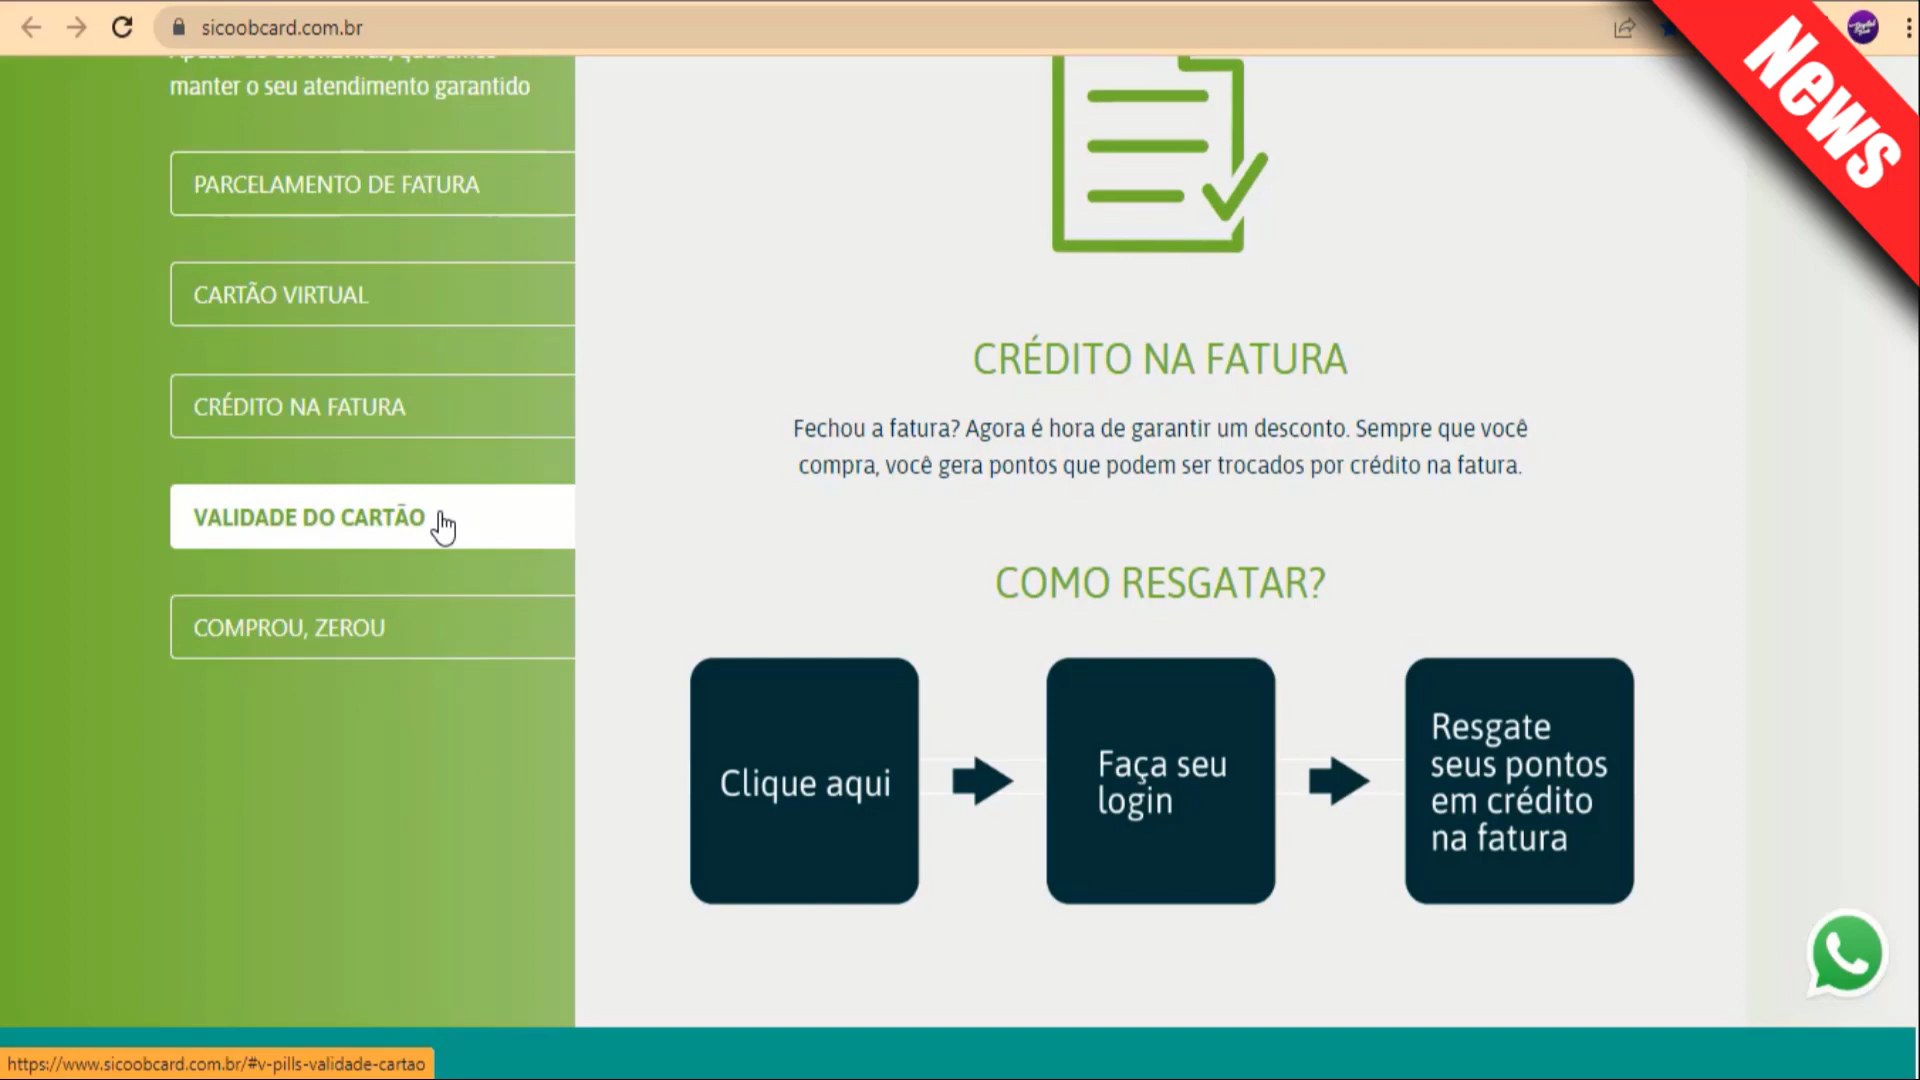 sicoobcard.com.br
News
manter o seu atendimento garantido
PARCELAMENTO DE FATURA
CARTÃO VIRTUAL
CRÉDITO NA FATURA
VALIDADE DO CARTÃO
COMPROU, ZEROU
CRÉDITO NA FATURA
Fechou a fatura? Agora é hora de garantir um desconto. Sempre que você
compra, você gera pontos que podem ser trocados por crédito na fatura.
COMO RESGATAR?
Clique aqui
Faça seu
login
Resgate
seus pontos
em crédito
na fatura
https://www.sicoobcard.com.br/#v-pills-validade-cartao